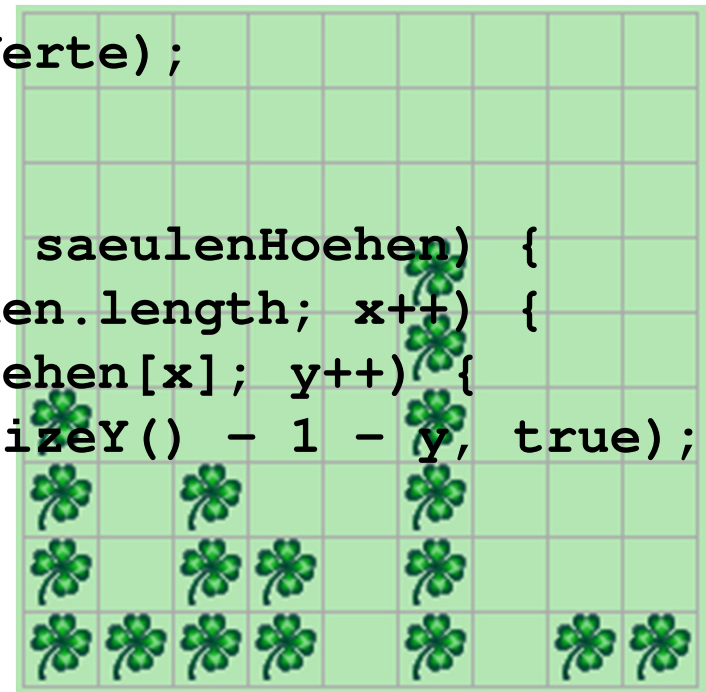 erte);
saeulenHoehen) {
en.length; x++) {
ehen[x]; y++) {
izeY() - 1 - y, true);